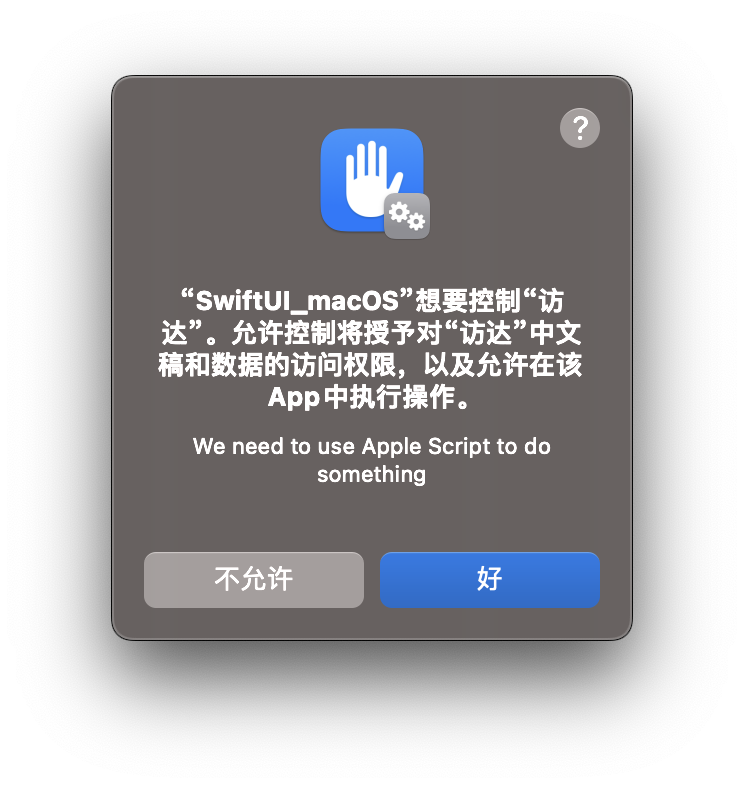 ?
“SwiftUI_macOS”想要控制“访
达”。允许控制将授予对“访达”中文
稿和数据的访问权限，以及允许在该
App中执行操作。
We need to use Apple Script to do
something
不允许
好